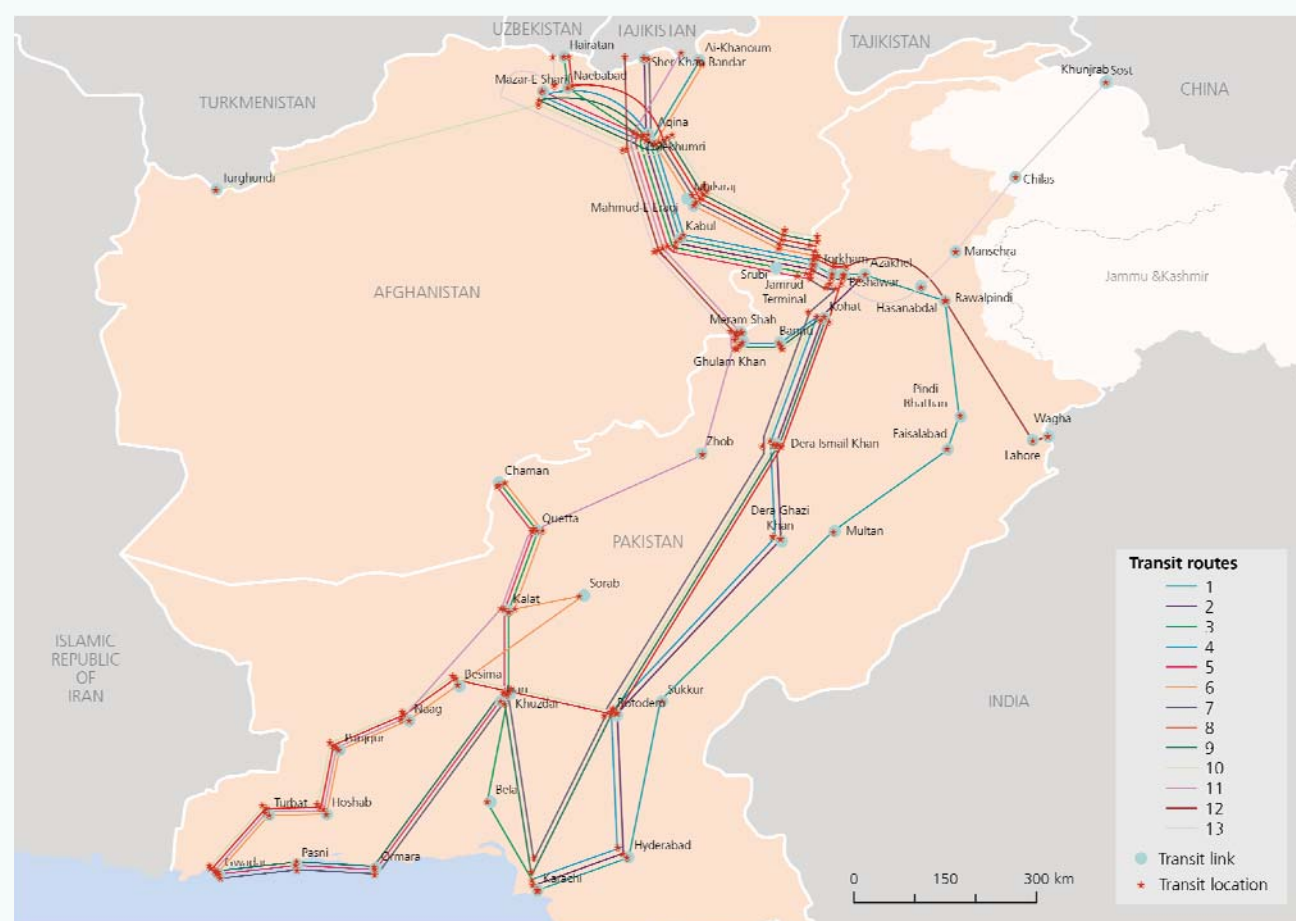 UZBEKISTAN
TAJIKISTAN
TAJIKISTAN
Hairatan
Ai-Khanoum
Sher Khan Bandar
Mazar-E Sharif
Naebabad
Khunjrab Sost
CHINA
TURKMENISTAN
Aqina
Turghundi
Chilas
Mahmud-E Eraqi
Kabul
Mansehra
Torkham
Azakhel
Srubi
Jamrud
Terminal
Peshawar
Hasanabdal
Rawalpindi
Jammu &Kashmir
AFGHANISTAN
Kohat
Meram Shah
Bannu
Ghulam Khan
Pindi
Bhattian
Wagha
Faisalabad
Lahore
Zhob
Dera Ismail Khan
Chaman
Dera Ghazi
Khan
Quetta
PAKISTAN
Multan
Sorab
Kalat
ISLAMIC
REPUBLIC
OF
IRAN
Besima
Khuzdar
Sukkur
INDIA
Naag
Panjgur
Bela
Turbat
Hoshab
Gwadar
Pasni
Ormara
Hyderabad
Karachi
Transit routes
1
2
3
4
5
6
7
8
9
10
11
12
13
Transit link
Transit location
0 150 300 km